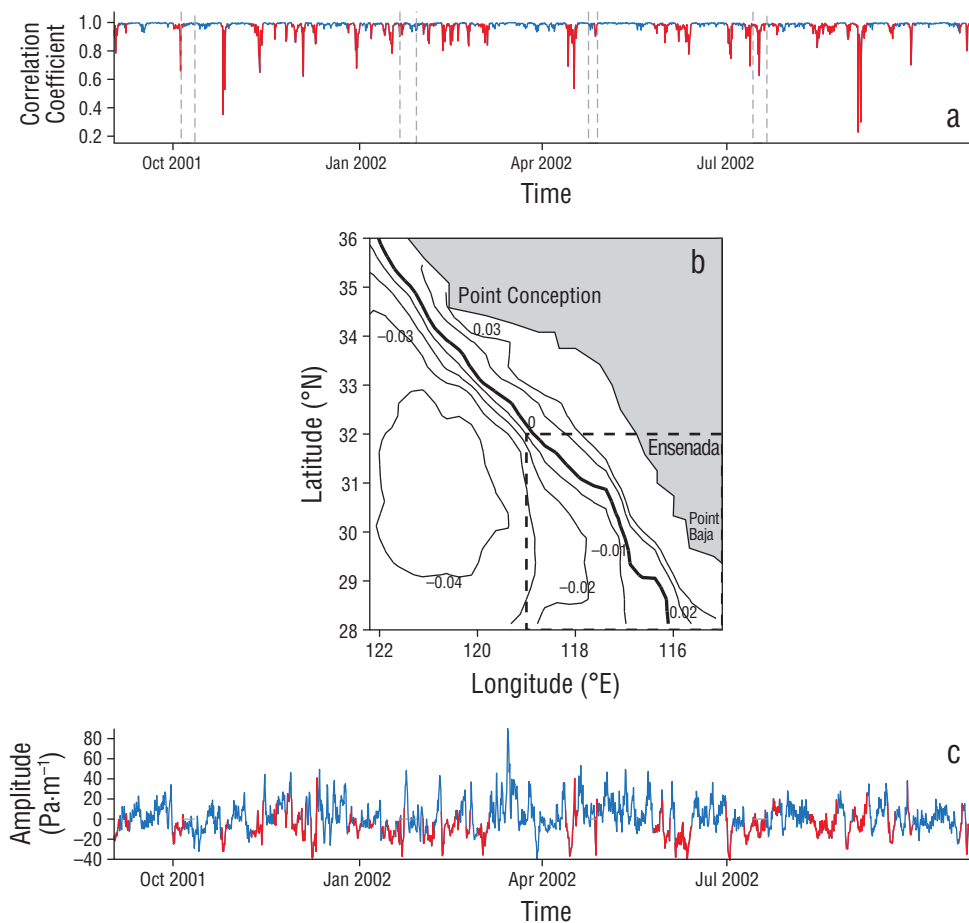 1.0
0.8
0.6
0.4
0.2
Correlation
Coefficient
a
Oct 2001
Jan 2002
Apr 2002
Jul 2002
Time
b
36
35
34
33
32
31
30
29
28
Latitude (°N)
Point Conception
0.03
−0.03
0
Ensenada
Point
Baja
−0.01
−0.02
−0.04
0.02
122
120
118
116
Longitude (°E)
c
80
60
40
20
0
−20
−40
Amplitude
(Pa·m⁻¹)
Oct 2001
Jan 2002
Apr 2002
Jul 2002
Time